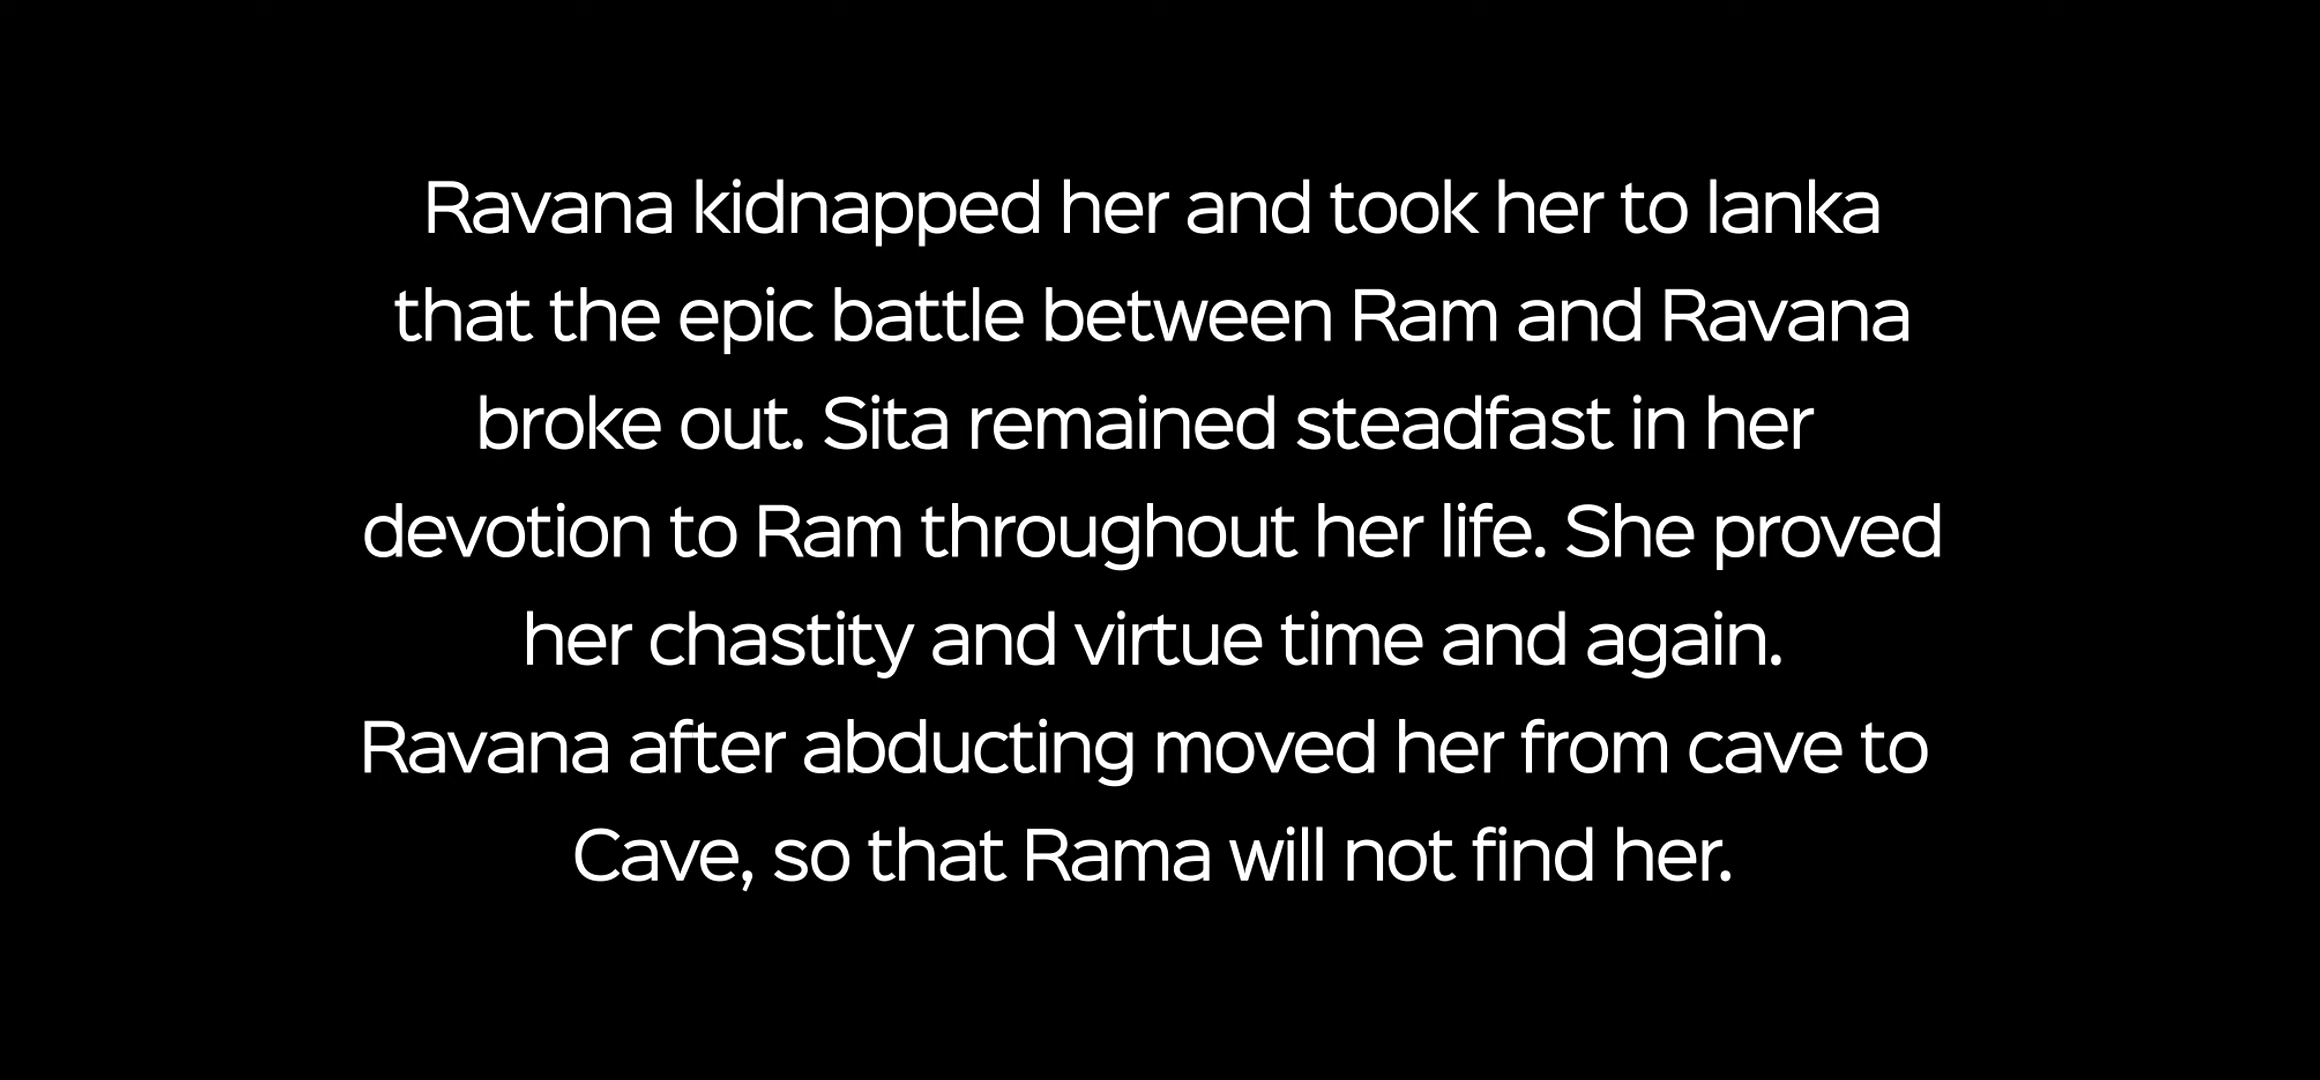 Ravana kidnapped her and took her to lanka
that the epic battle between Ram and Ravana
broke out. Sita remained steadfast in her
devotion to Ram throughout her life. She proved
her chastity and virtue time and again.
Ravana after abducting moved her from cave to
Cave, so that Rama will not find her.